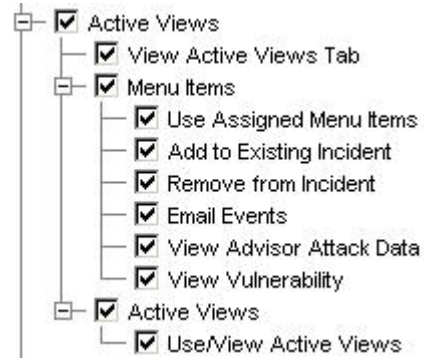 Active Views
View Active Views Tab
Menu Items
Use Assigned Menu Items
Add to Existing Incident
Remove from Incident
Email Events
View Advisor Attack Data
View Vulnerability
Active Views
Use/View Active Views